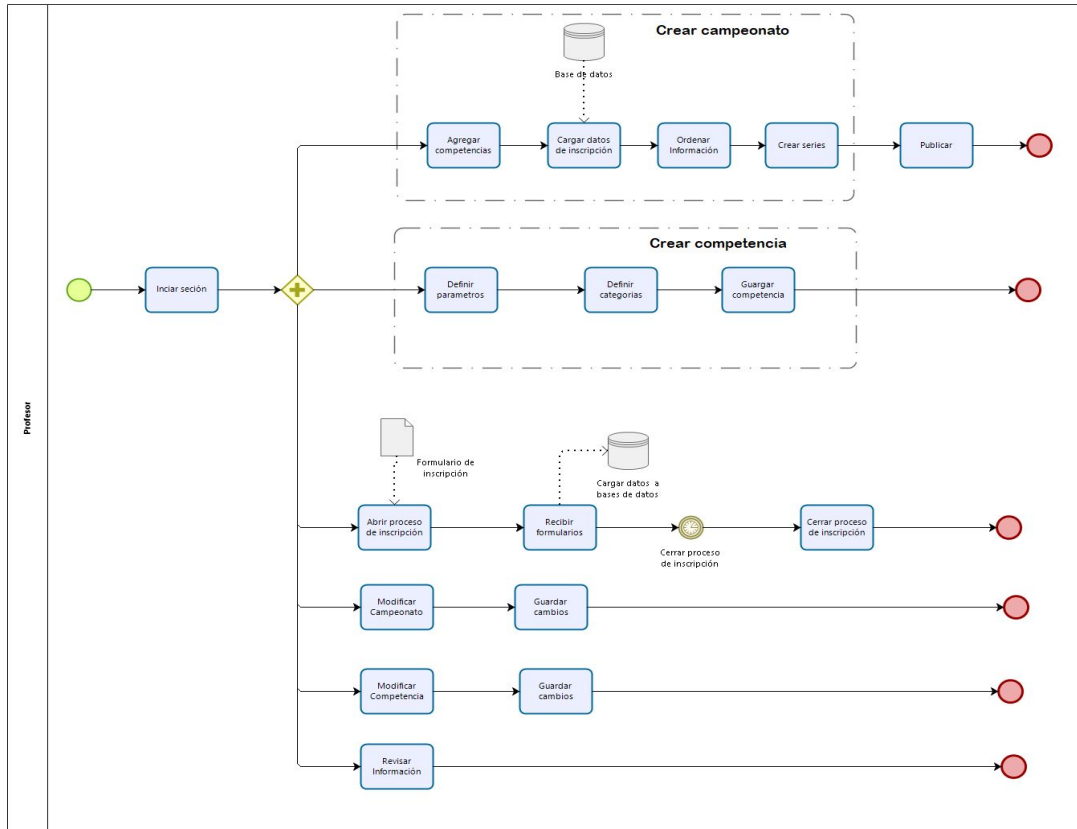 Crear campeonato
Base de datos
Agregar
competencias
Cargar datos
de inscripción
Ordenar
Información
Crear series
Publicar
Crear competencia
Inciar seción
Definir
parametros
Definir
categorias
Guargar
competencia
Profesor
Formulario de
inscripción
Cargar datos a
bases de datos
Abrir proceso
de inscripción
Recibir
formularios
Cerrar proceso
de inscripción
Cerrar proceso
de inscripción
Modificar
Campeonato
Guardar
cambios
Modificar
Competencia
Guardar
cambios
Revisar
Información